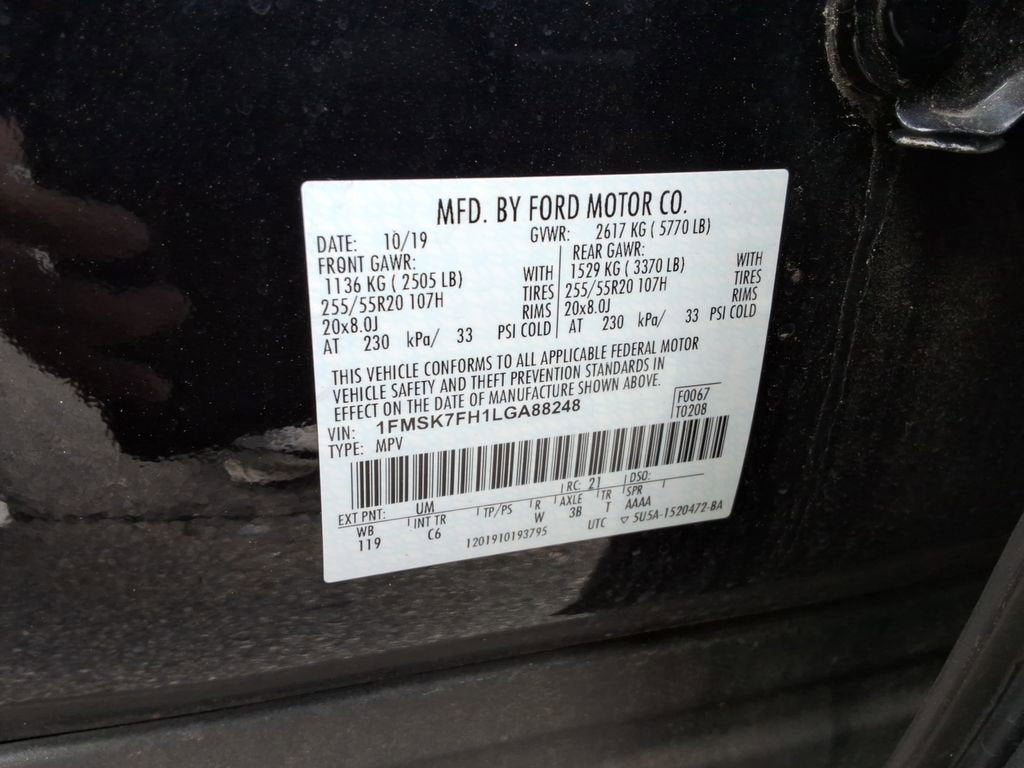 MFD. BY FORD MOTOR CO.
DATE: 10/19 GVWR: 2617 KG ( 5770 LB)
FRONT GAWR: REAR GAWR:
1136 KG ( 2505 LB) WITH 1529 KG ( 3370 LB) WITH
255/55R20 107H TIRES 255/55R20 107H TIRES
20x8.0J RIMS 20x8.0J RIMS
AT 230 kPa/ 33 PSI COLD AT 230 kPa/ 33 PSI COLD
THIS VEHICLE CONFORMS TO ALL APPLICABLE FEDERAL MOTOR
VEHICLE SAFETY AND THEFT PREVENTION STANDARDS IN
EFFECT ON THE DATE OF MANUFACTURE SHOWN ABOVE.
VIN: 1FMSK7FH1LGA88248 F0067
TYPE: MPV T0208
EXT PNT: UM RC: 21 DSO:
WB INT TR TP/PS R AXLE TR SPR
119 C6 W 3B T AAAA
1201910193795 UTC ▽ 5U5A-1520472-BA